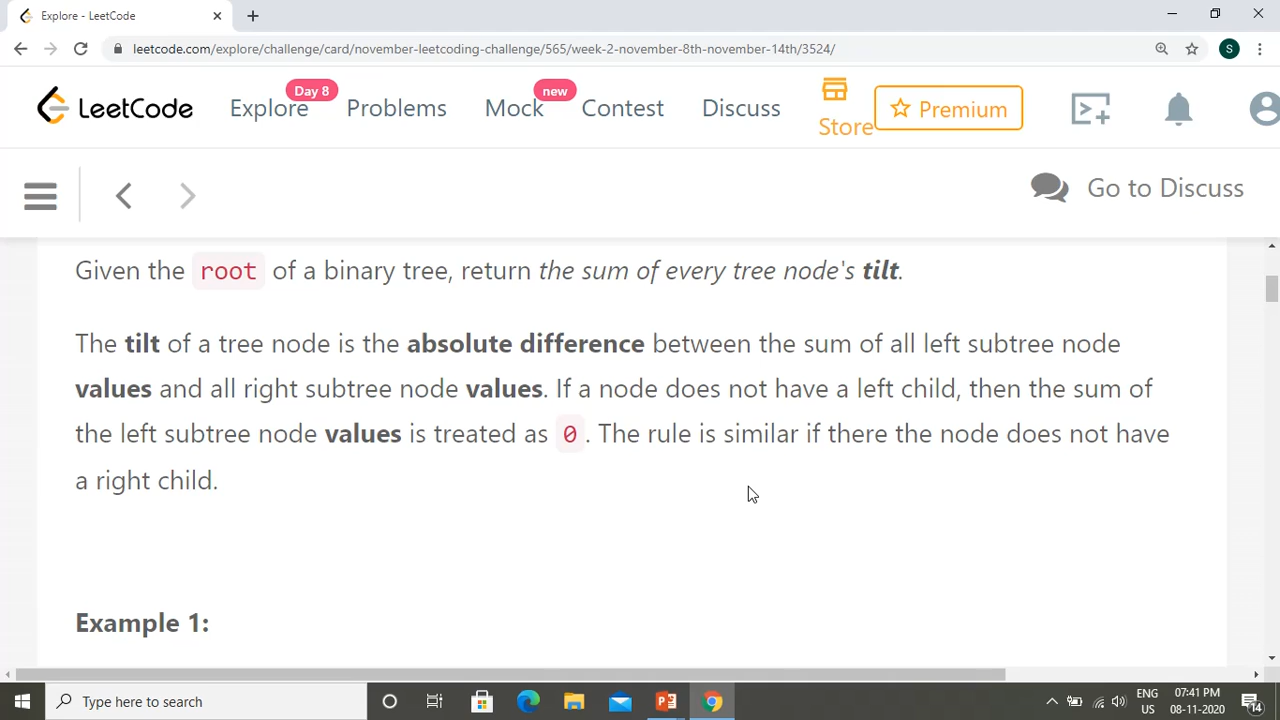 Explore - LeetCode
leetcode.com/explore/challenge/card/november-leetcoding-challenge/565/week-2-november-8th-november-14th/3524/
S
LeetCode
Explore
Day 8
Problems
Mock
new
Contest
Discuss
Store
Premium
Go to Discuss
Given the root of a binary tree, return the sum of every tree node's tilt.
The tilt of a tree node is the absolute difference between the sum of all left subtree node
values and all right subtree node values. If a node does not have a left child, then the sum of
the left subtree node values is treated as 0. The rule is similar if there the node does not have
a right child.
Example 1:
Type here to search
ENG
US
07:41 PM
08-11-2020
14